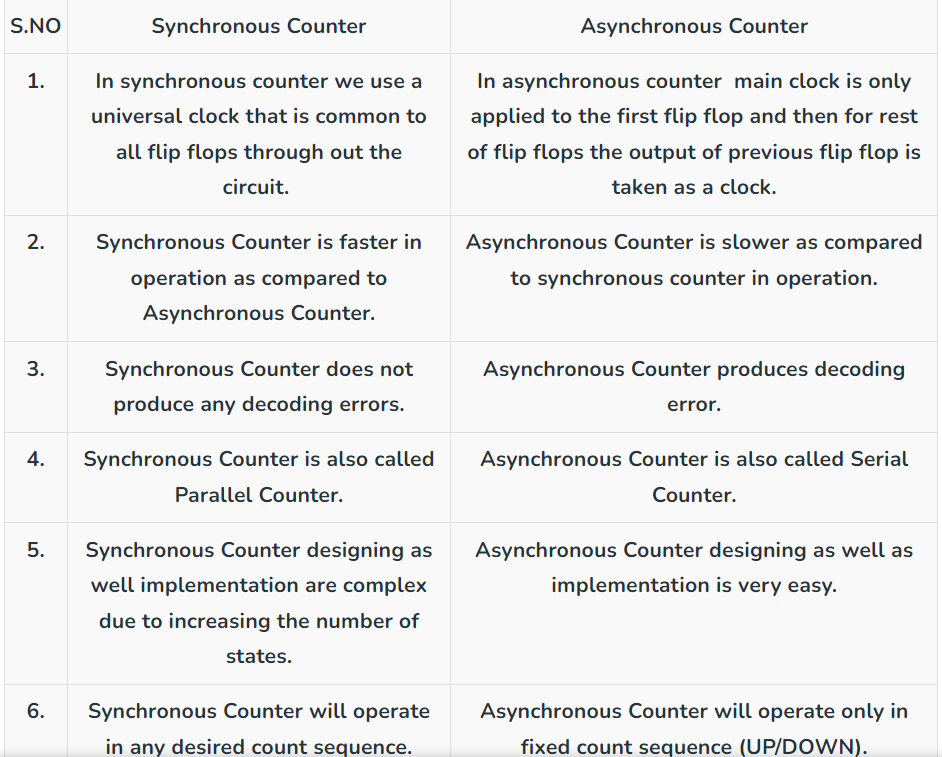 S.NO Synchronous Counter Asynchronous Counter
1. In synchronous counter we use a
universal clock that is common to
all flip flops through out the
circuit.
In asynchronous counter main clock is only
applied to the first flip flop and then for rest
of flip flops the output of previous flip flop is
taken as a clock.
2. Synchronous Counter is faster in
operation as compared to
Asynchronous Counter.
Asynchronous Counter is slower as compared
to synchronous counter in operation.
3. Synchronous Counter does not
produce any decoding errors.
Asynchronous Counter produces decoding
error.
4. Synchronous Counter is also called
Parallel Counter.
Asynchronous Counter is also called Serial
Counter.
5. Synchronous Counter designing as
well implementation are complex
due to increasing the number of
states.
Asynchronous Counter designing as well as
implementation is very easy.
6. Synchronous Counter will operate
in any desired count sequence.
Asynchronous Counter will operate only in
fixed count sequence (UP/DOWN).